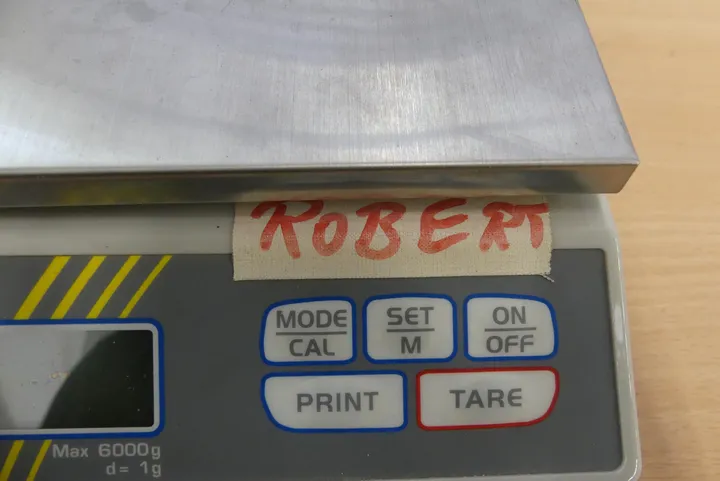 ROBERT
MODE SET ON
CAL M OFF
PRINT TARE
Max 6000g
d= 1g